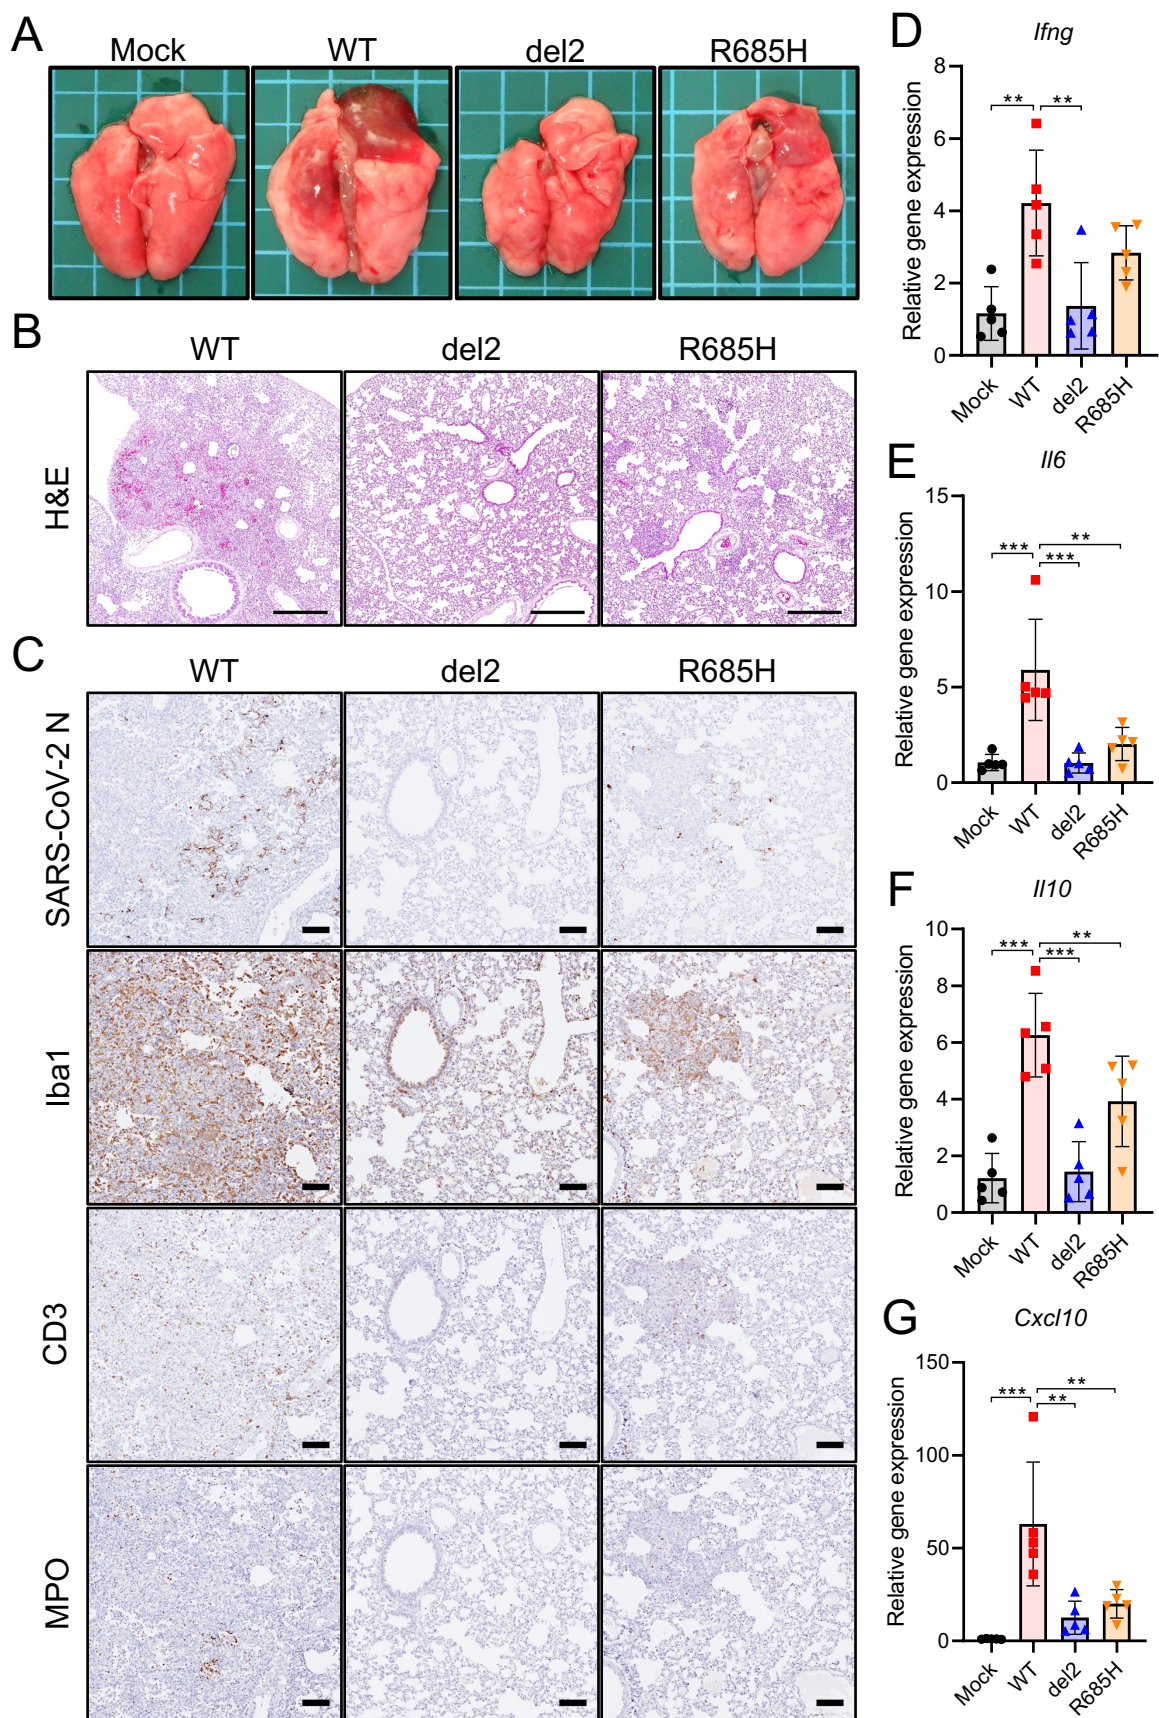 A
Mock
WT
del2
R685H
B
WT
del2
R685H
H&E
C
WT
del2
R685H
SARS-CoV-2 N
Iba1
CD3
MPO
D
Ifng
Relative gene expression
8
6
4
2
0
** **
Mock
WT
del2
R685H
E
Il6
Relative gene expression
15
10
5
0
**
*** ***
Mock
WT
del2
R685H
F
Il10
Relative gene expression
10
8
6
4
2
0
**
*** ***
Mock
WT
del2
R685H
G
Cxcl10
Relative gene expression
150
100
50
0
**
*** **
Mock
WT
del2
R685H